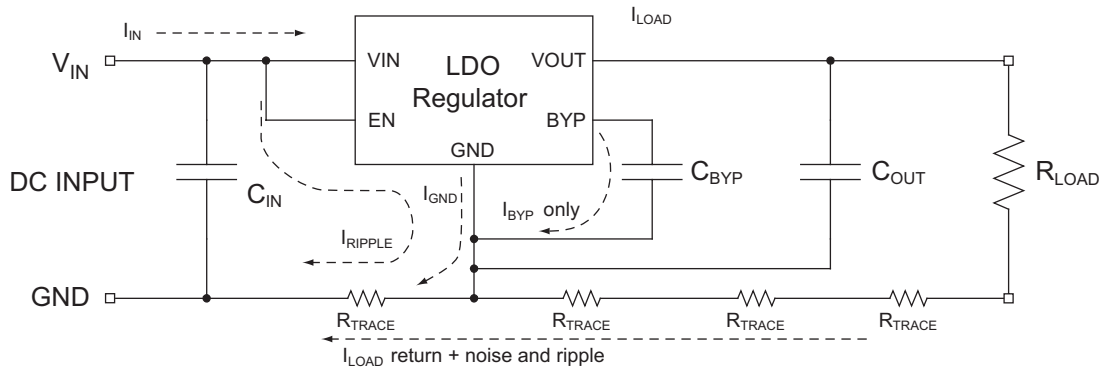 I_IN
I_LOAD
V_IN
VIN
LDO
Regulator
VOUT
EN
BYP
GND
DC INPUT
C_IN
I_GND
I_BYP only
C_BYP
C_OUT
R_LOAD
I_RIPPLE
GND
R_TRACE
R_TRACE
R_TRACE
R_TRACE
I_LOAD return + noise and ripple